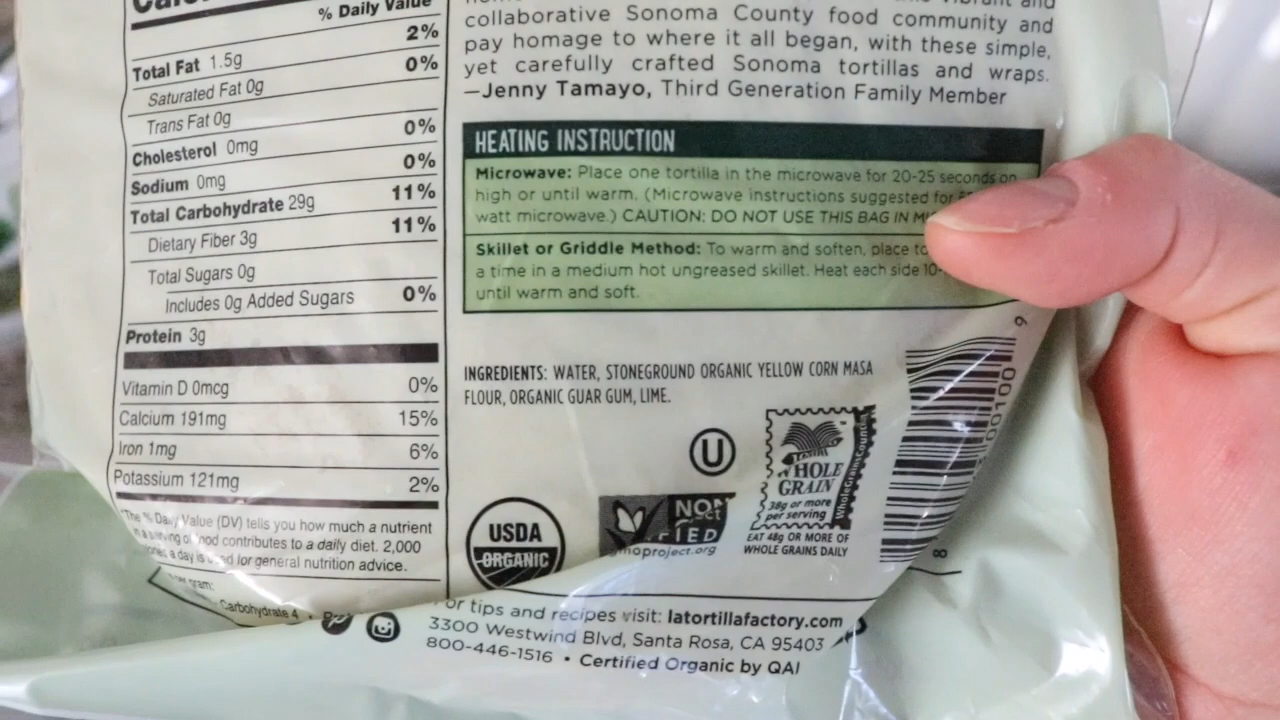 % Daily Value
2%
Total Fat 1.5g
0%
Saturated Fat 0g
Trans Fat 0g
0%
Cholesterol 0mg
0%
Sodium 0mg
11%
Total Carbohydrate 29g
11%
Dietary Fiber 3g
Total Sugars 0g
Includes 0g Added Sugars 0%
Protein 3g
Vitamin D 0mcg 0%
Calcium 191mg 15%
Iron 1mg 6%
Potassium 121mg 2%
*The % Daily Value (DV) tells you how much a nutrient
in a serving of food contributes to a daily diet. 2,000
a day is used for general nutrition advice.
per gram:
Carbohydrate 4
collaborative Sonoma County food community and
pay homage to where it all began, with these simple,
yet carefully crafted Sonoma tortillas and wraps.
—Jenny Tamayo, Third Generation Family Member
HEATING INSTRUCTION
Microwave: Place one tortilla in the microwave for 20-25 seconds on
high or until warm. (Microwave instructions suggested for
watt microwave.) CAUTION: DO NOT USE THIS BAG IN
Skillet or Griddle Method: To warm and soften, place
a time in a medium hot ungreased skillet. Heat each side 10-
until warm and soft.
INGREDIENTS: WATER, STONEGROUND ORGANIC YELLOW CORN MASA
FLOUR, ORGANIC GUAR GUM, LIME.
U
USDA
ORGANIC
NON
IED
moproject.org
WHOLE
GRAIN
38g or more
per serving
WholeGrainsCouncil
EAT 48g OR MORE OF
WHOLE GRAINS DAILY
00100
9
8
For tips and recipes visit: latortillafactory.com
3300 Westwind Blvd, Santa Rosa, CA 95403
800-446-1516 • Certified Organic by QAI